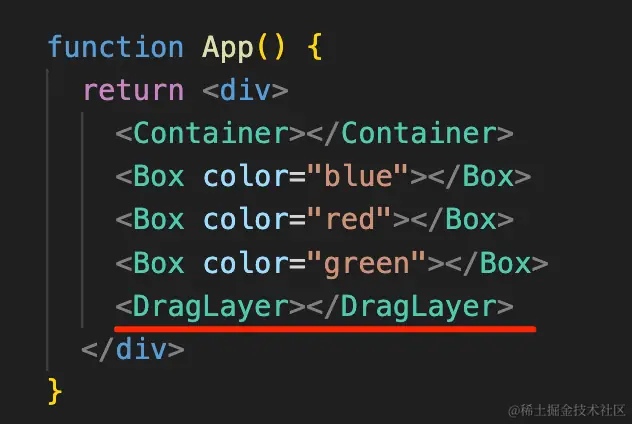 function App() {
return <div>
<Container></Container>
<Box color="blue"></Box>
<Box color="red"></Box>
<Box color="green"></Box>
<DragLayer></DragLayer>
</div>
}
@稀土掘金技术社区